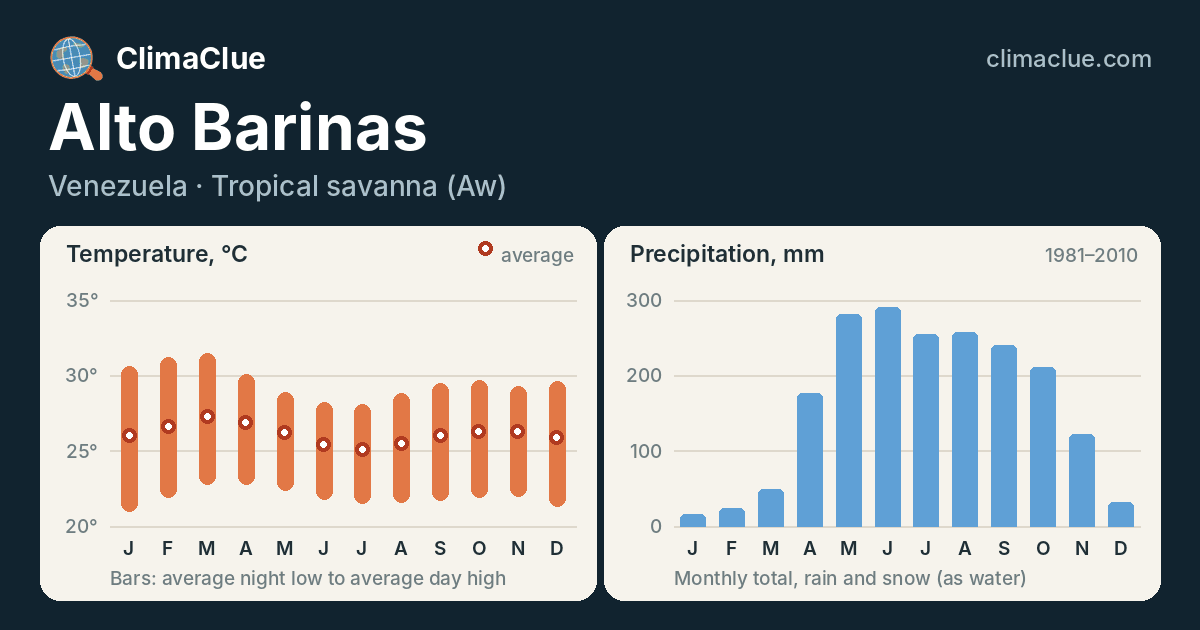 ClimaClue
climaclue.com
Alto Barinas
Venezuela · Tropical savanna (Aw)
Temperature, °C
average
35°
30°
25°
20°
J F M A M J J A S O N D
Bars: average night low to average day high
Precipitation, mm
1981–2010
300
200
100
0
J F M A M J J A S O N D
Monthly total, rain and snow (as water)